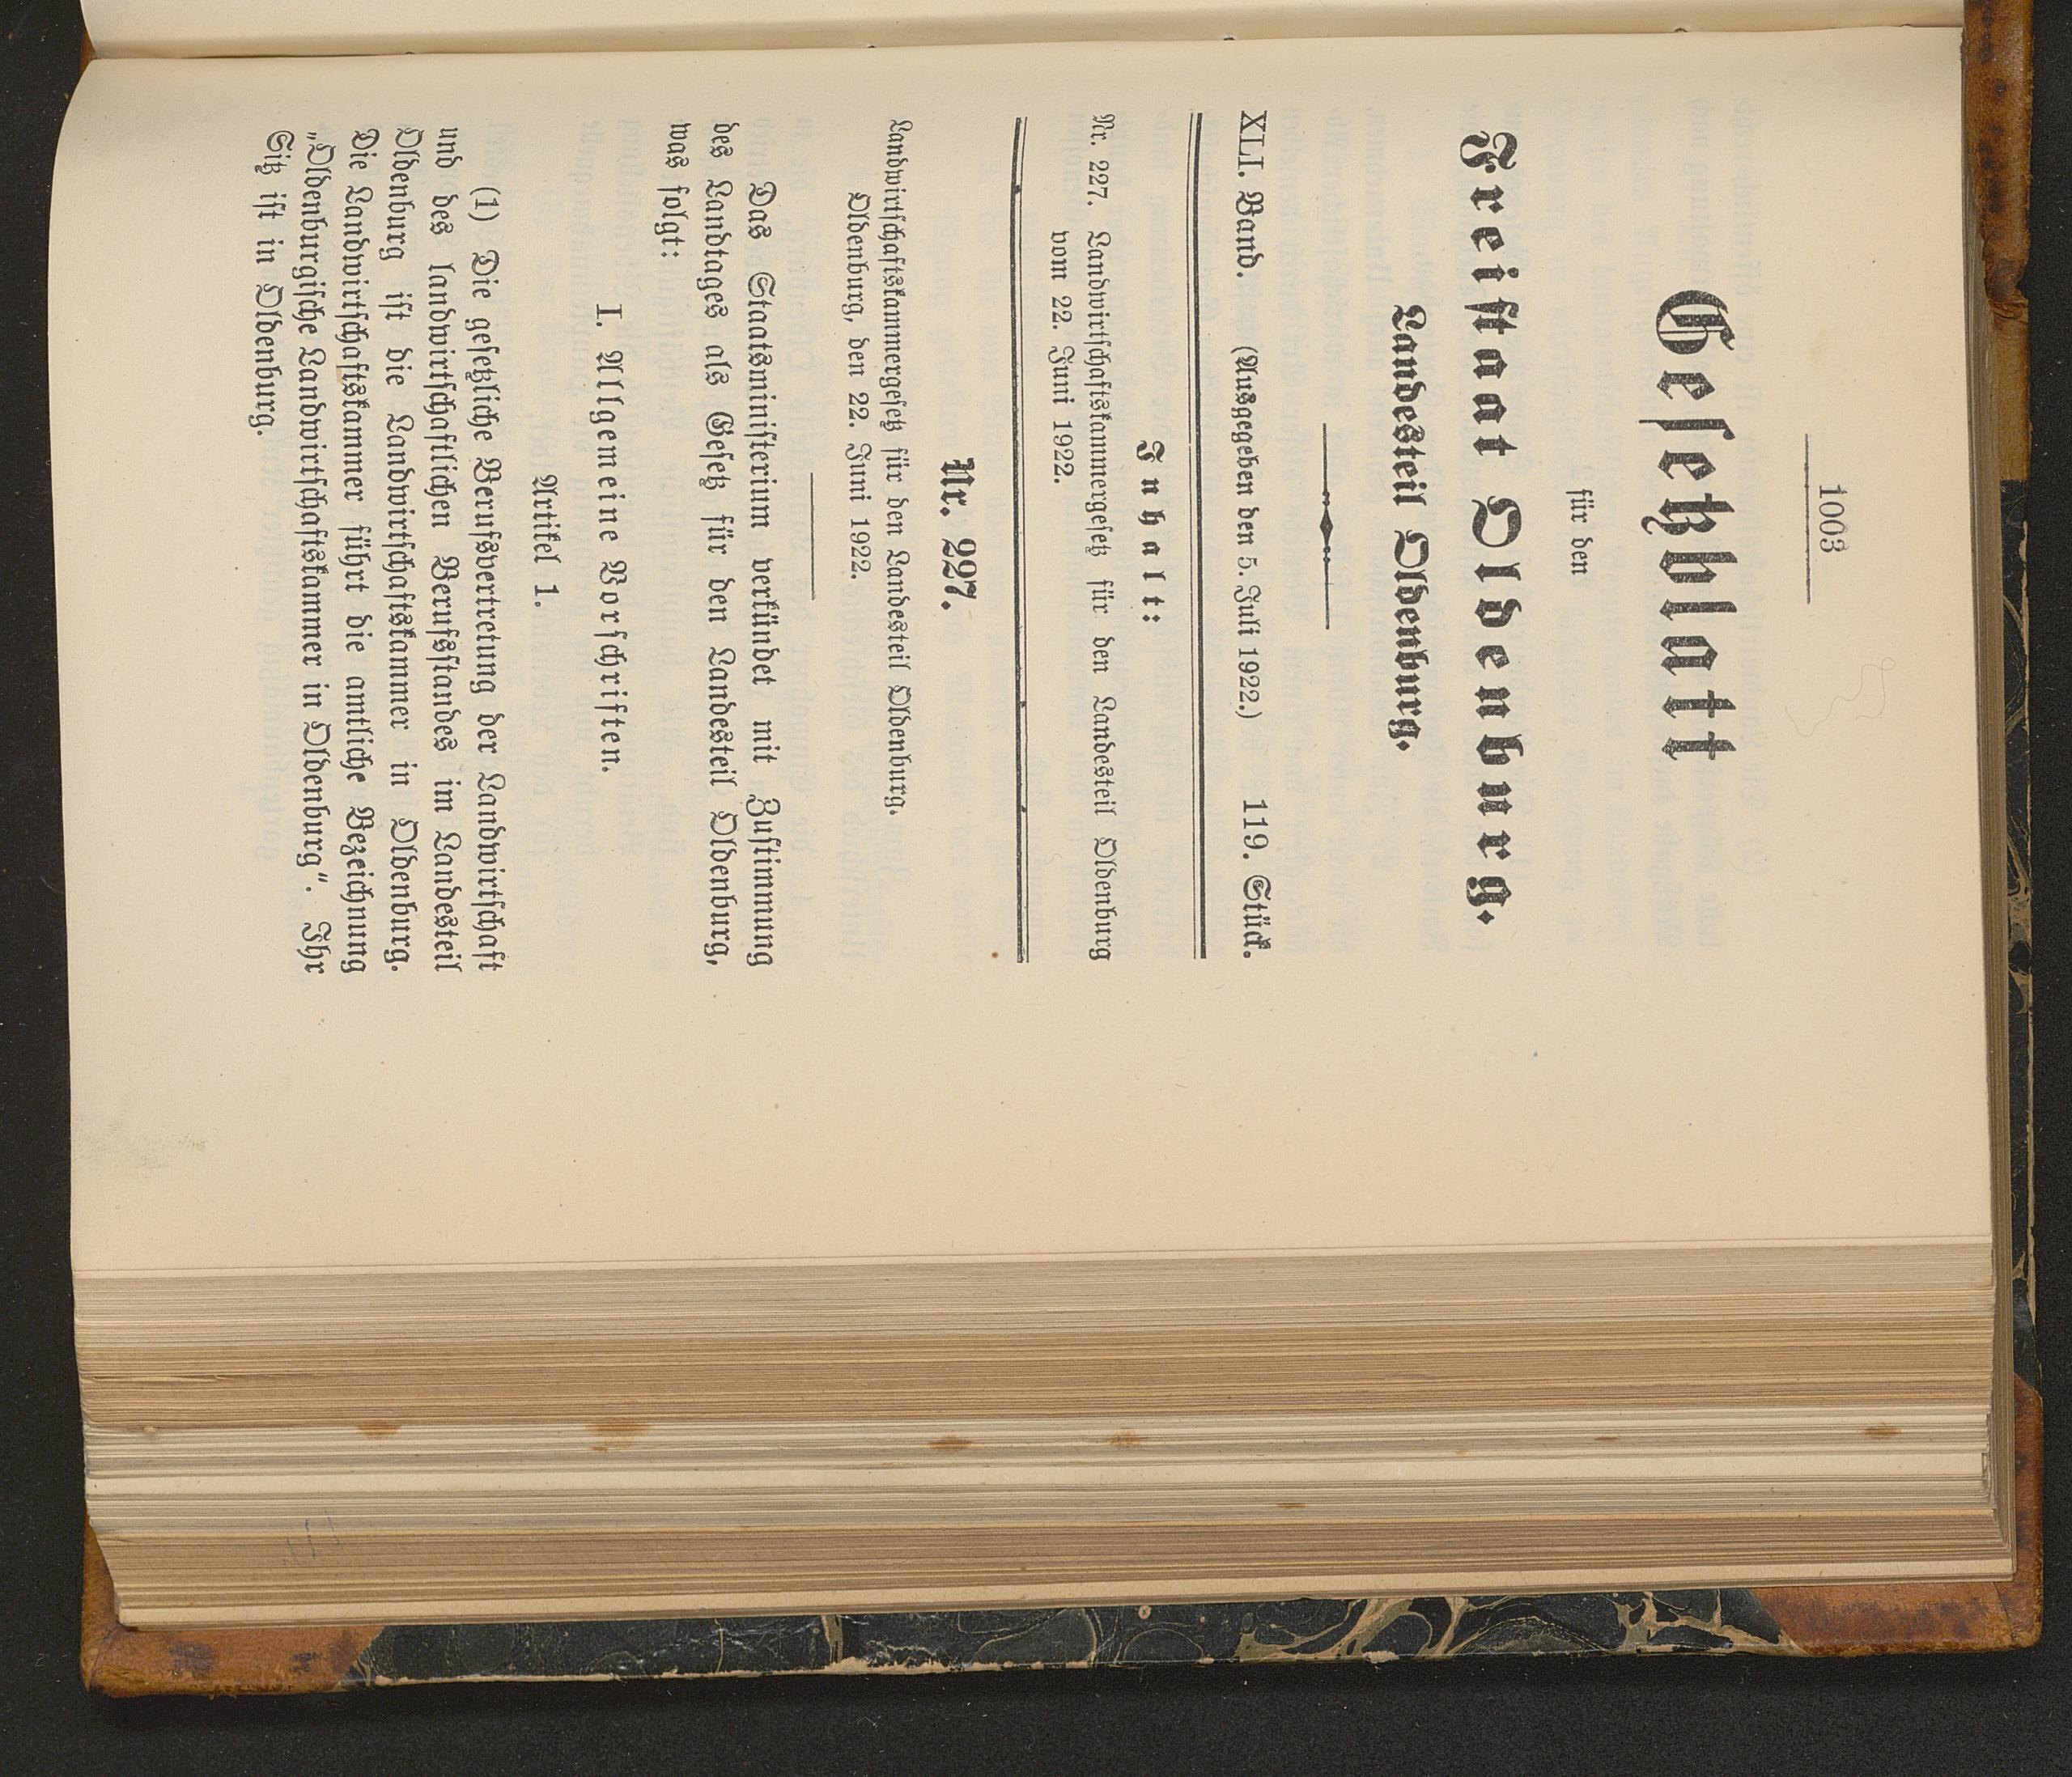 1003
Gesetzblatt
für den
Freistaat Oldenburg.
Landesteil Oldenburg.
XLI. Band. (Ausgegeben den 5. Juli 1922.) 119. Stück.
Inhalt:
Nr. 227. Landwirtschaftskammergesetz für den Landesteil Oldenburg
vom 22. Juni 1922.
Nr. 227.
Landwirtschaftskammergesetz für den Landesteil Oldenburg.
Oldenburg, den 22. Juni 1922.
Das Staatsministerium verkündet mit Zustimmung
des Landtages als Gesetz für den Landesteil Oldenburg,
was folgt:
I. Allgemeine Vorschriften.
Artikel 1.
(1) Die gesetzliche Berufsvertretung der Landwirtschaft
und des landwirtschaftlichen Berufsstandes im Landesteil
Oldenburg ist die Landwirtschaftskammer in Oldenburg.
Die Landwirtschaftskammer führt die amtliche Bezeichnung
„Oldenburgische Landwirtschaftskammer in Oldenburg“. Ihr
Sitz ist in Oldenburg.